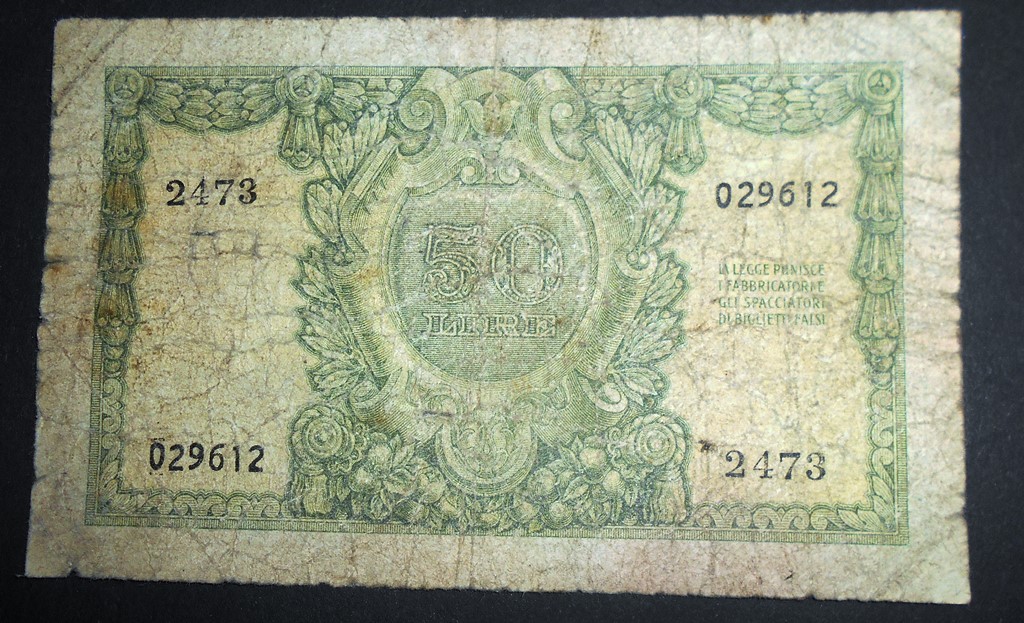 2473
029612
50
LIRE
LA LEGGE PUNISCE
I FABBRICATORI E
GLI SPACCIATORI
DI BIGLIETTI FALSI
029612
2473